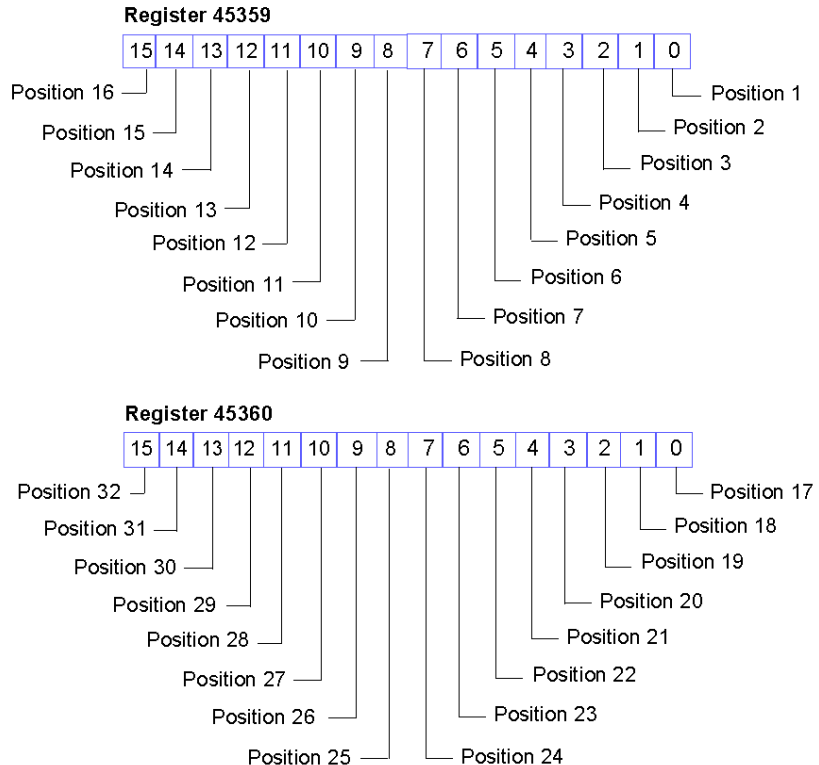 Register 45359
15 14 13 12 11 10 9 8 7 6 5 4 3 2 1 0
Position 16 Position 1
Position 15 Position 2
Position 14 Position 3
Position 13 Position 4
Position 12 Position 5
Position 11 Position 6
Position 10 Position 7
Position 9 Position 8
Register 45360
15 14 13 12 11 10 9 8 7 6 5 4 3 2 1 0
Position 32 Position 17
Position 31 Position 18
Position 30 Position 19
Position 29 Position 20
Position 28 Position 21
Position 27 Position 22
Position 26 Position 23
Position 25 Position 24